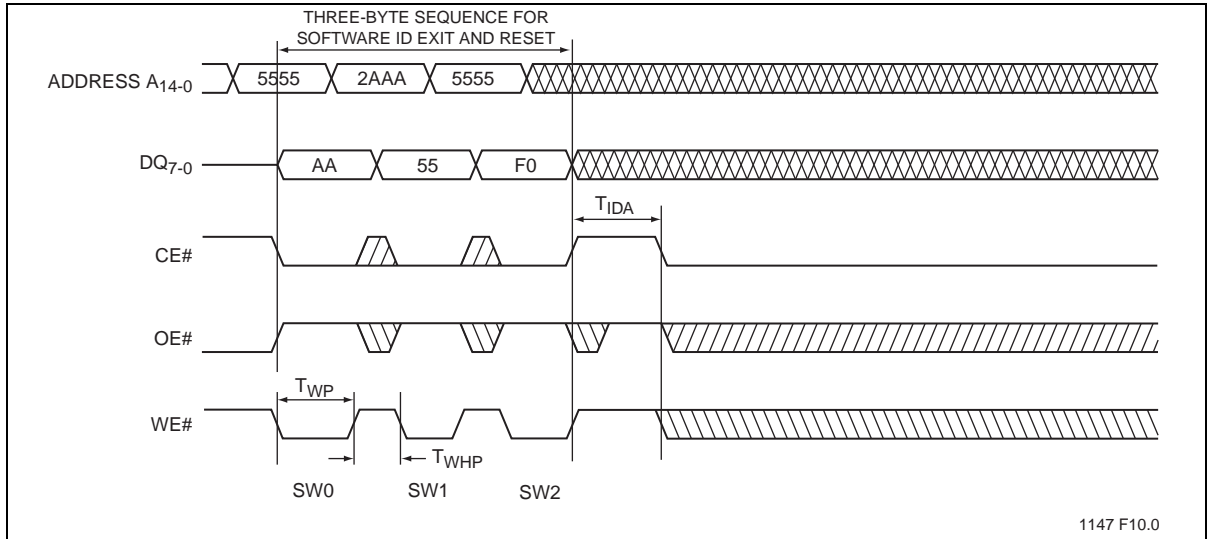 THREE-BYTE SEQUENCE FOR
SOFTWARE ID EXIT AND RESET
ADDRESS A14-0 5555 2AAA 5555
DQ7-0 AA 55 F0
TIDA
CE#
OE#
TWP
WE#
TWHP
SW0 SW1 SW2
1147 F10.0